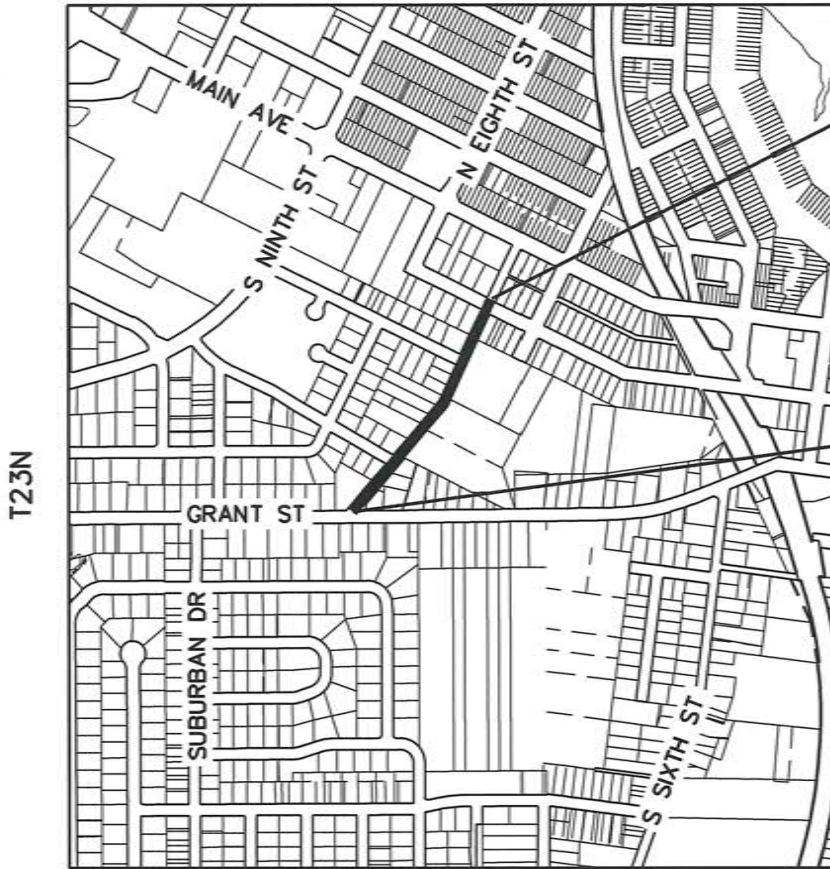 MAIN AVE
N EIGHTH ST
S NINTH ST
T23N
GRANT ST
SUBURBAN DR
S SIXTH ST